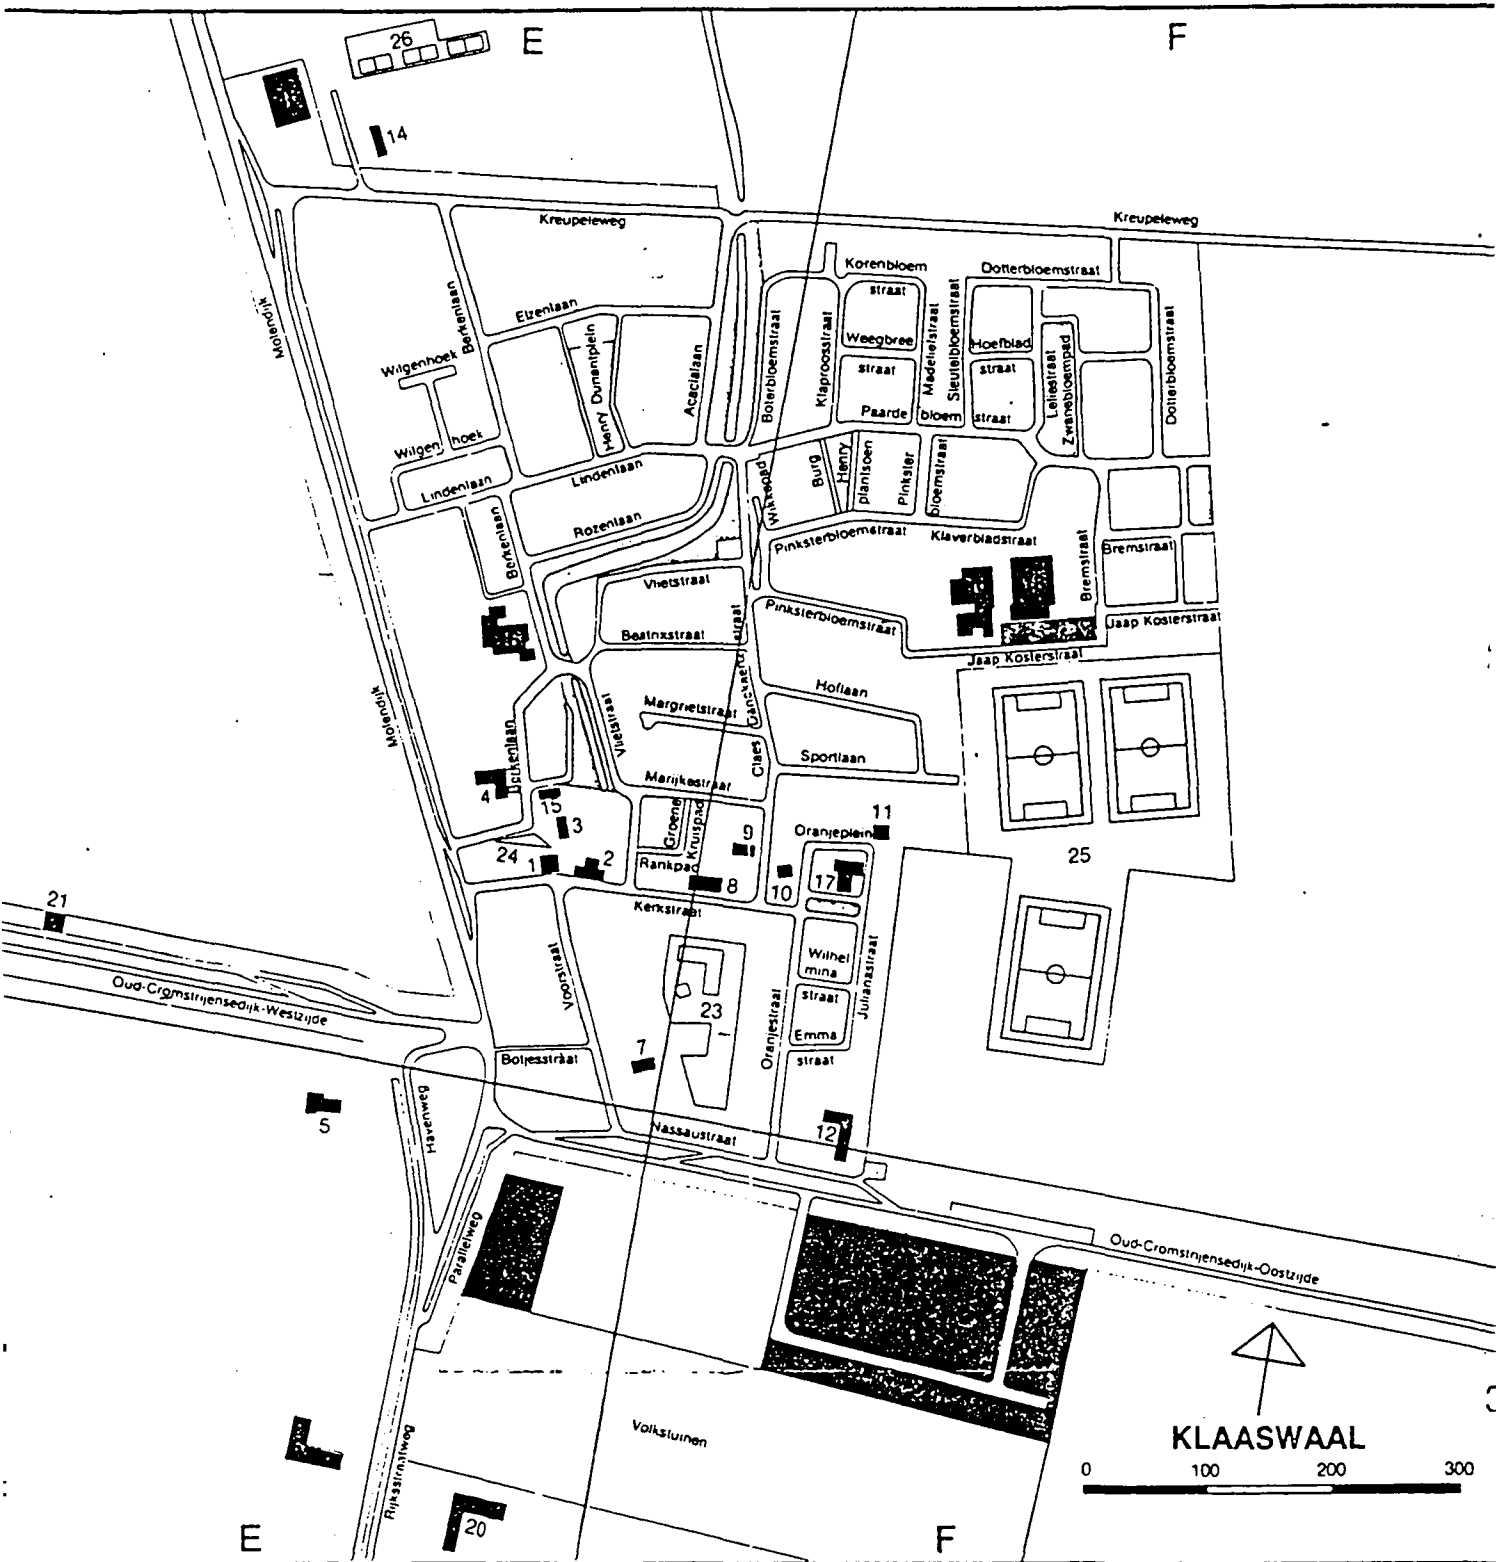 26
E
F
14
Kreupeleweg
Kreupeleweg
Molendijk
Berkenlaan
Elzenlaan
Henry Dunantplein
Acacialaan
Wilgenhoek
Wilgen hoek
Lindenlaan
Lindenlaan
Rozenlaan
Berkenlaan
Korenbloem
straat
Dotterbloemstraat
Boterbloemstraat
Klaproosstraat
Weegbree
straat
Madeliefstraat
Sleutelbloemstraat
Hoefblad
straat
Leliestraat
Zwanebloempad
Dotterbloemstraat
Paarde bloem straat
Wikkepad
Burg
Henry
plantsoen
Pinkster
bloemstraat
Pinksterbloemstraat
Klaverbladstraat
Bremstraat
Bremstraat
Vlietstraat
Beatrixstraat
Pinksterbloemstraat
Jaap Kosterstraat
Jaap Kosterstraat
Molendijk
Berkenlaan
Vlietstraat
Margrietstraat
Claes
straat
Hoflaan
Sportlaan
Marijkestraat
4
15
3
Groene
Kruispad
9
Oranjeplein
11
25
24
1
2
Rankpad
8
10
17
21
Kerkstraat
Oud-Cromstrijensedijk-Westzijde
Voorstraat
23
Oranjestraat
Wilhel
mina
straat
Julianastraat
Emma
straat
7
Botjesstraat
5
Havenweg
Nassaustraat
12
Parallelweg
Oud-Cromstrijensedijk-Oostzijde
Volkstuinen
Rijksstraatweg
20
KLAASWAAL
0 100 200 300
E
F